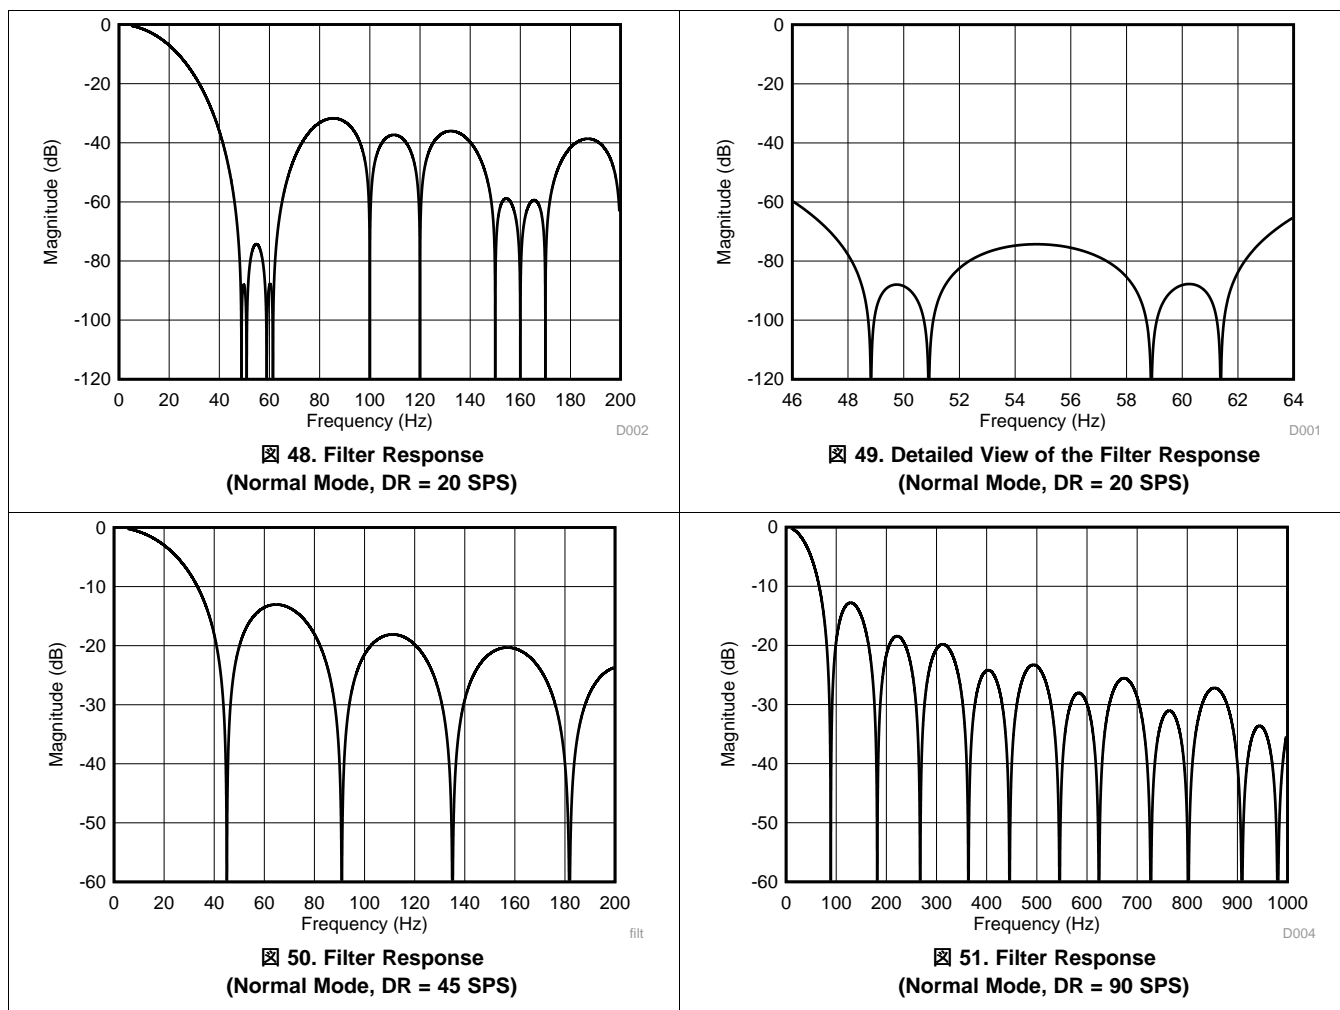 0
-20
-40
-60
-80
-100
-120
Magnitude (dB)
0 20 40 60 80 100 120 140 160 180 200
Frequency (Hz)
D002
図 48. Filter Response
(Normal Mode, DR = 20 SPS)
0
-20
-40
-60
-80
-100
-120
Magnitude (dB)
46 48 50 52 54 56 58 60 62 64
Frequency (Hz)
D001
図 49. Detailed View of the Filter Response
(Normal Mode, DR = 20 SPS)
0
-10
-20
-30
-40
-50
-60
Magnitude (dB)
0 20 40 60 80 100 120 140 160 180 200
Frequency (Hz)
filt
図 50. Filter Response
(Normal Mode, DR = 45 SPS)
0
-10
-20
-30
-40
-50
-60
Magnitude (dB)
0 100 200 300 400 500 600 700 800 900 1000
Frequency (Hz)
D004
図 51. Filter Response
(Normal Mode, DR = 90 SPS)